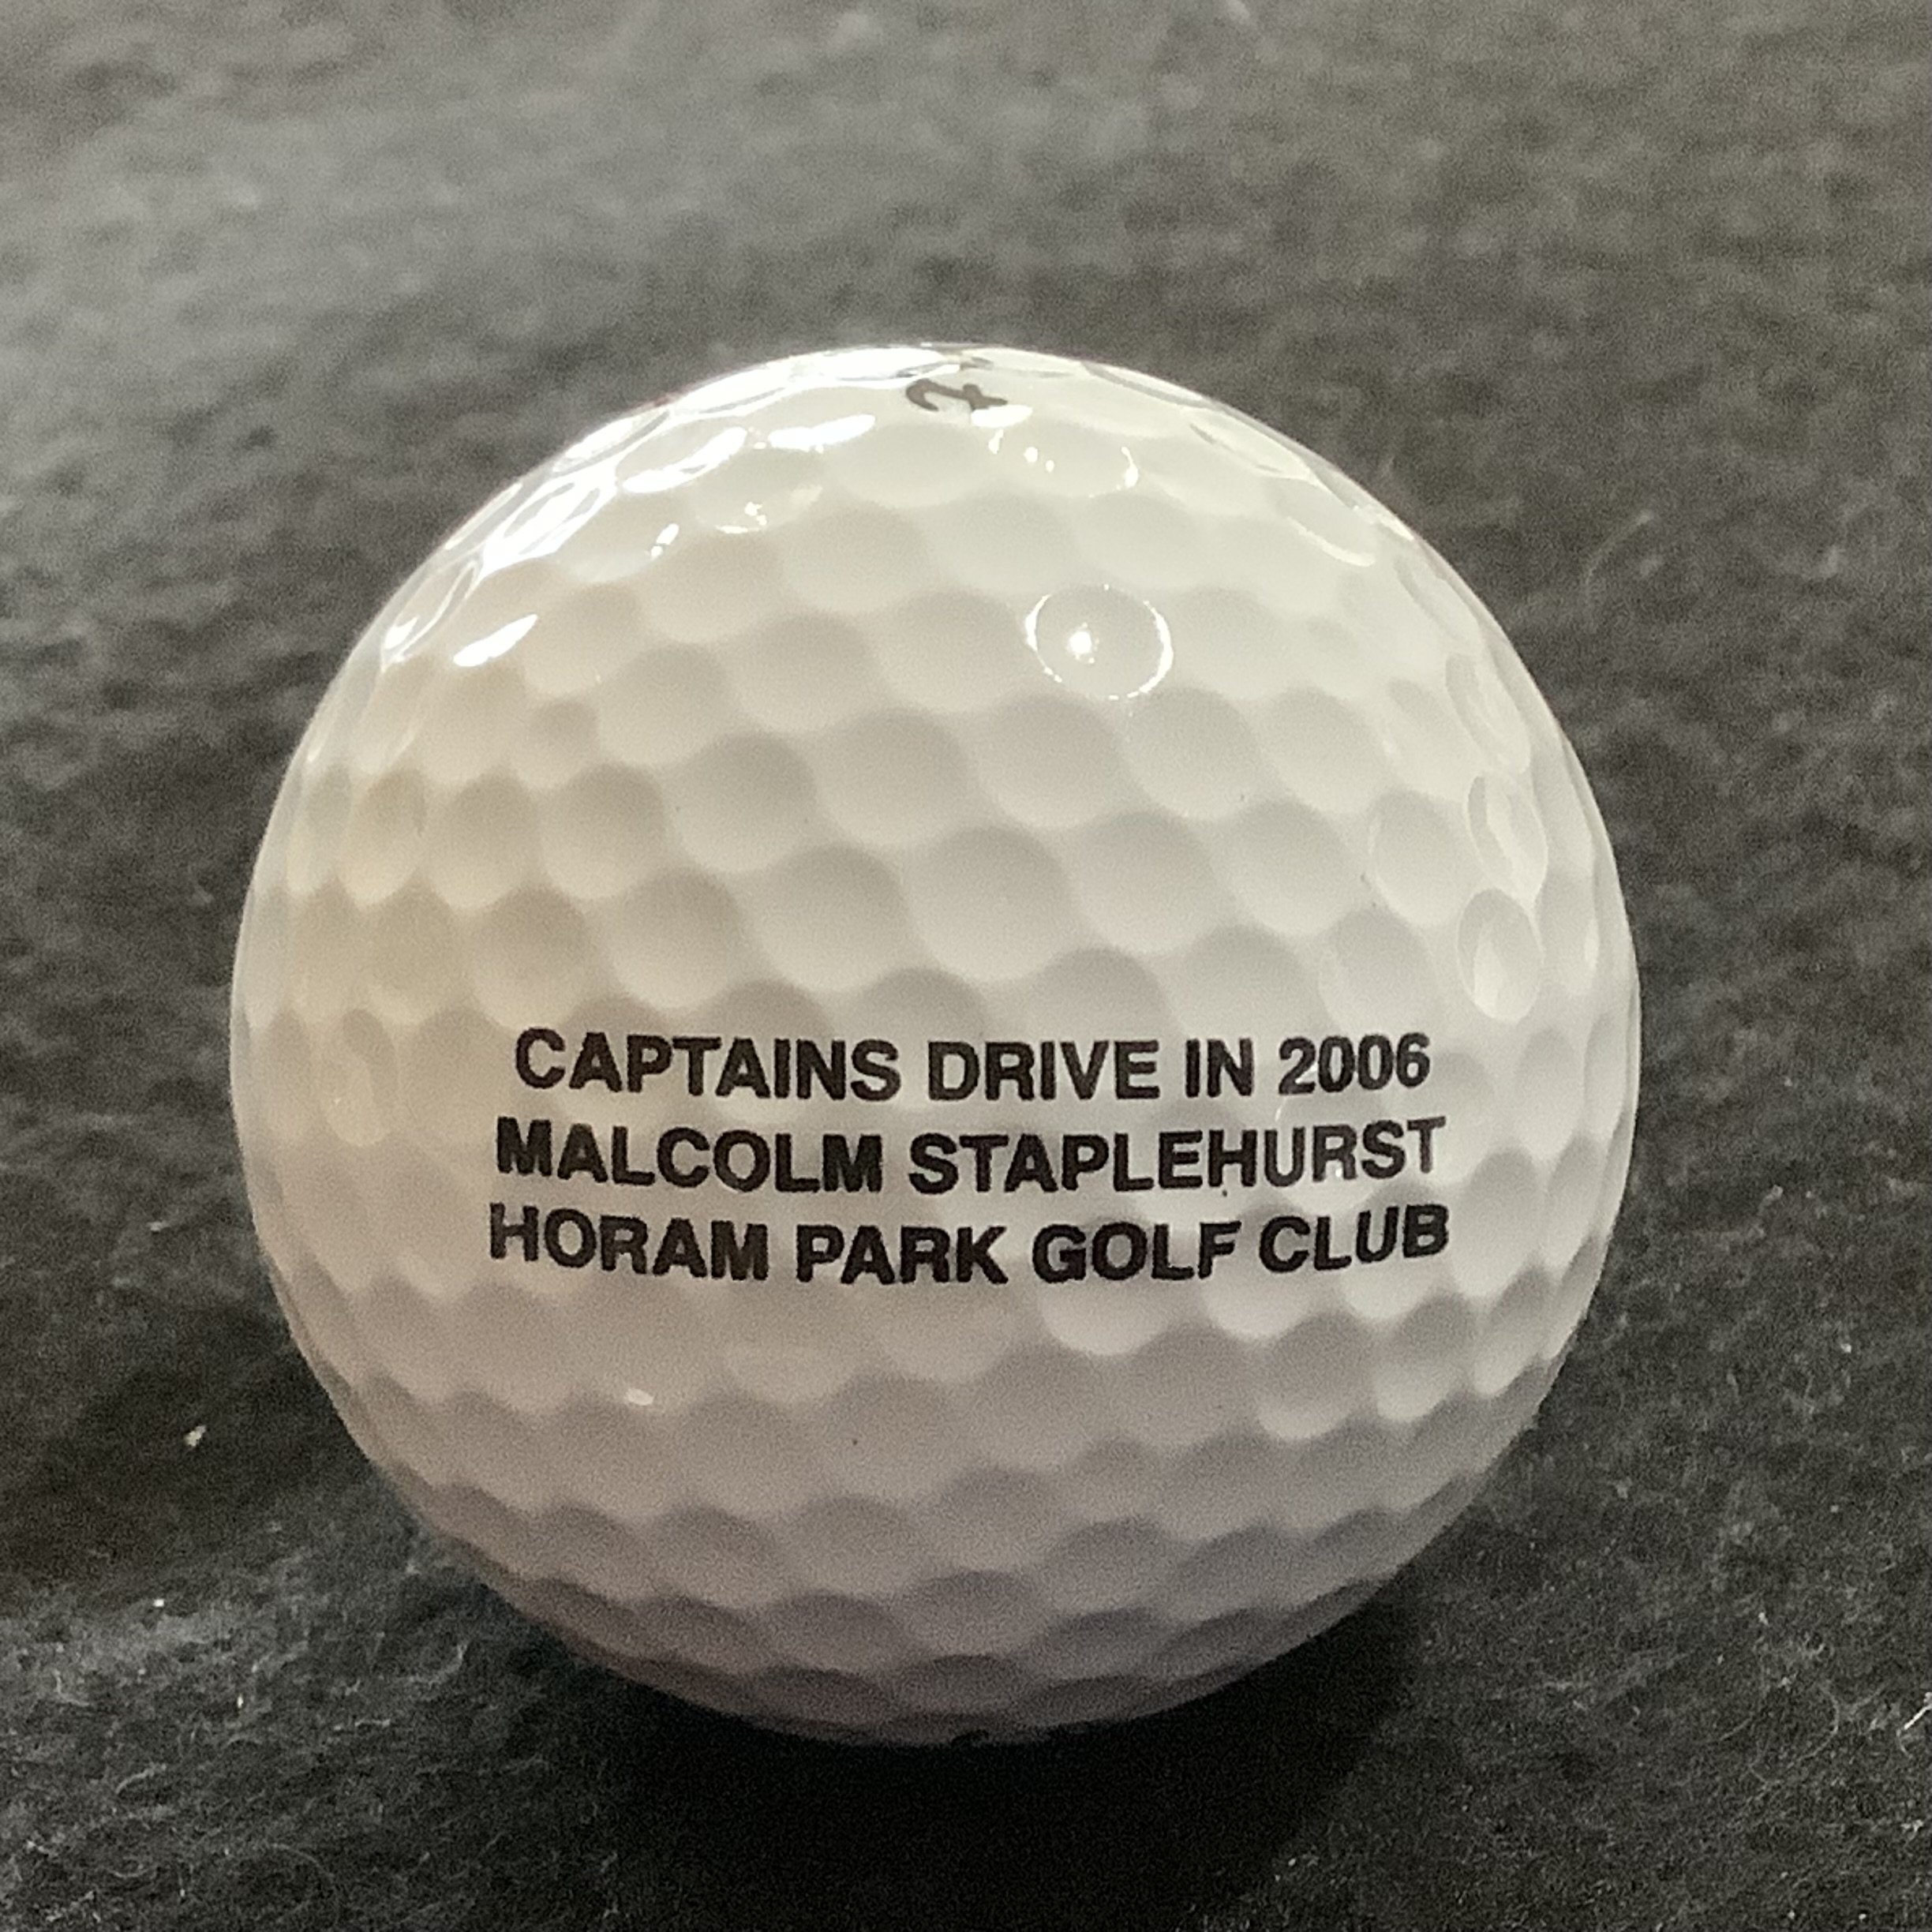 CAPTAINS DRIVE IN 2006
MALCOLM STAPLEHURST
HORAM PARK GOLF CLUB